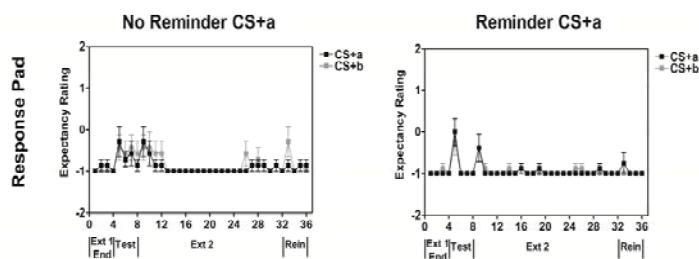 No Reminder CS+a
Reminder CS+a
Response Pad
Expectancy Rating
2
1
0
-1
-2
0 4 8 12 16 20 24 28 32 36
Ext 1 End
Test
Ext 2
Rein
CS+a
CS+b
Expectancy Rating
2
1
0
-1
-2
0 4 8 12 16 20 24 28 32 36
Ext 1 End
Test
Ext 2
Rein
CS+a
CS+b